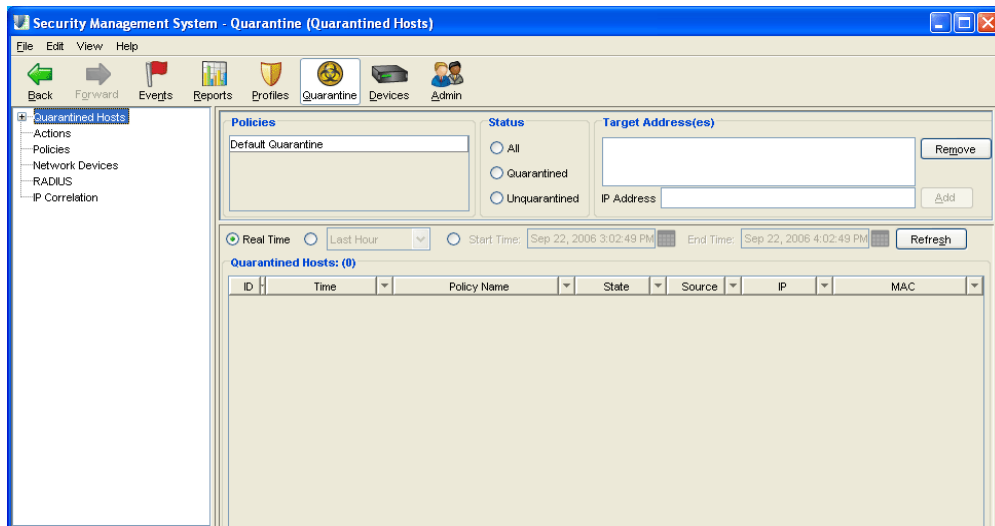 Security Management System - Quarantine (Quarantined Hosts)
File Edit View Help
Back Forward Events Reports Profiles Quarantine Devices Admin
Quarantined Hosts
Actions
Policies
Network Devices
RADIUS
IP Correlation
Policies
Default Quarantine
Status
All
Quarantined
Unquarantined
Target Address(es)
Remove
IP Address
Add
Real Time Last Hour Start Time: Sep 22, 2006 3:02:49 PM End Time: Sep 22, 2006 4:02:49 PM Refresh
Quarantined Hosts: (0)
ID Time Policy Name State Source IP MAC